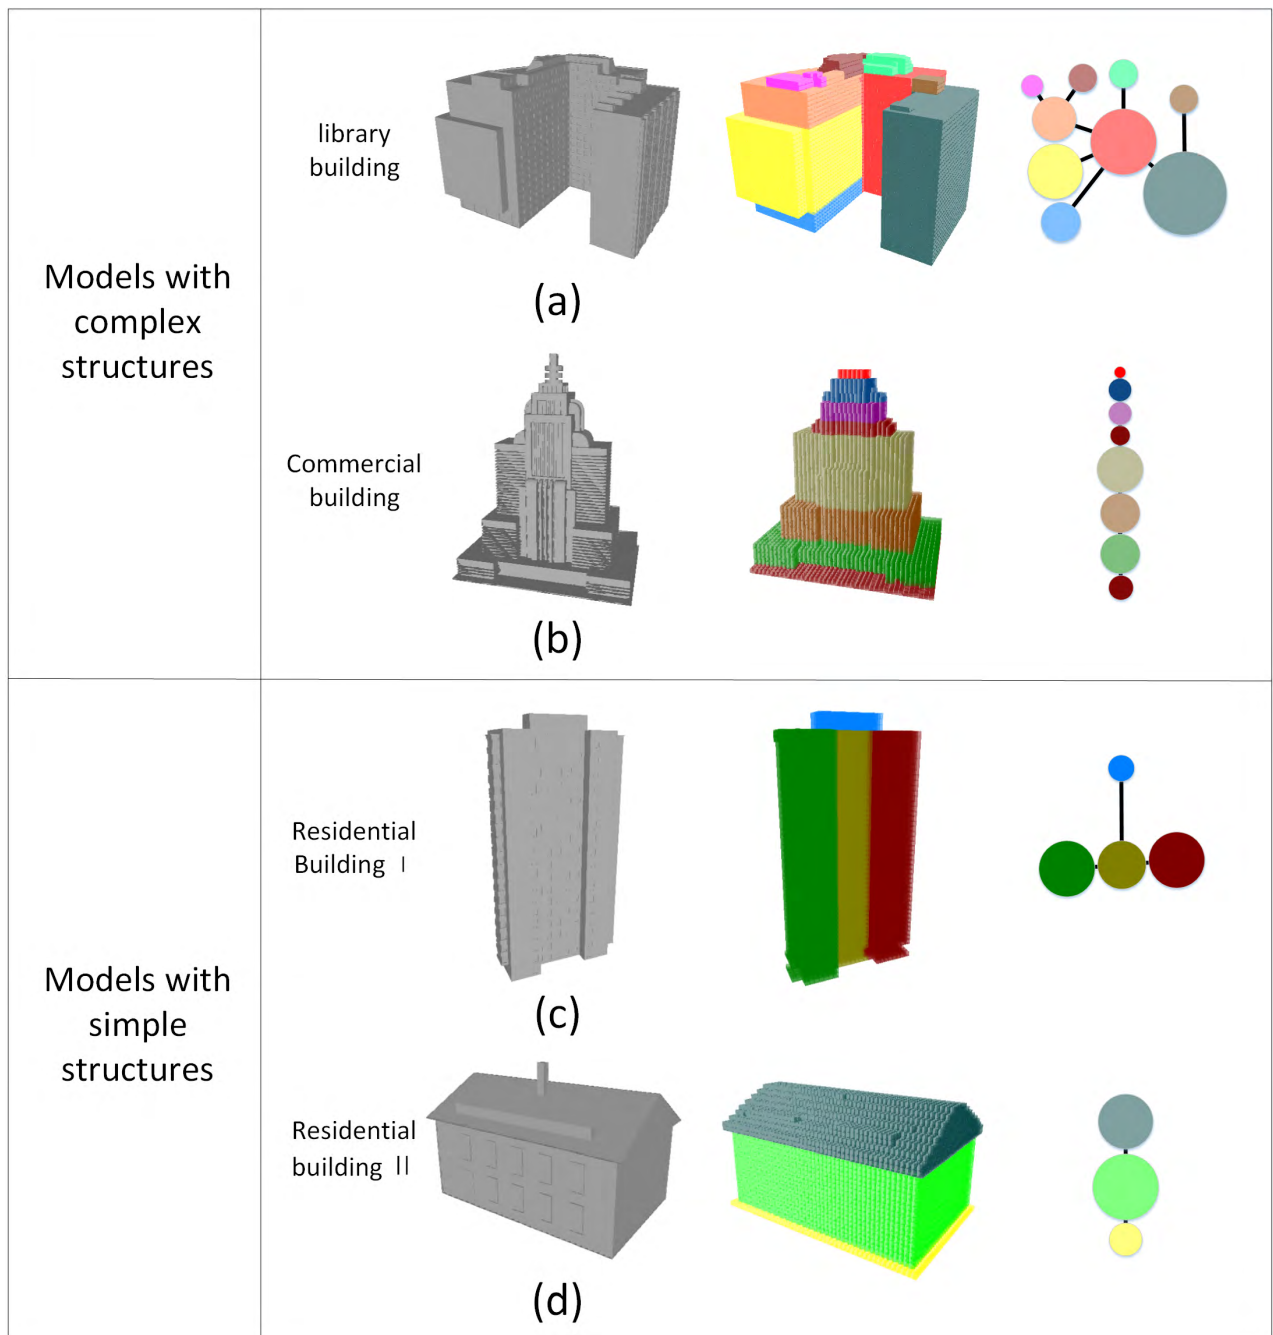 Models with
complex
structures
library
building
(a)
Commercial
building
(b)
Models with
simple
structures
Residential
Building I
(c)
Residential
building II
(d)